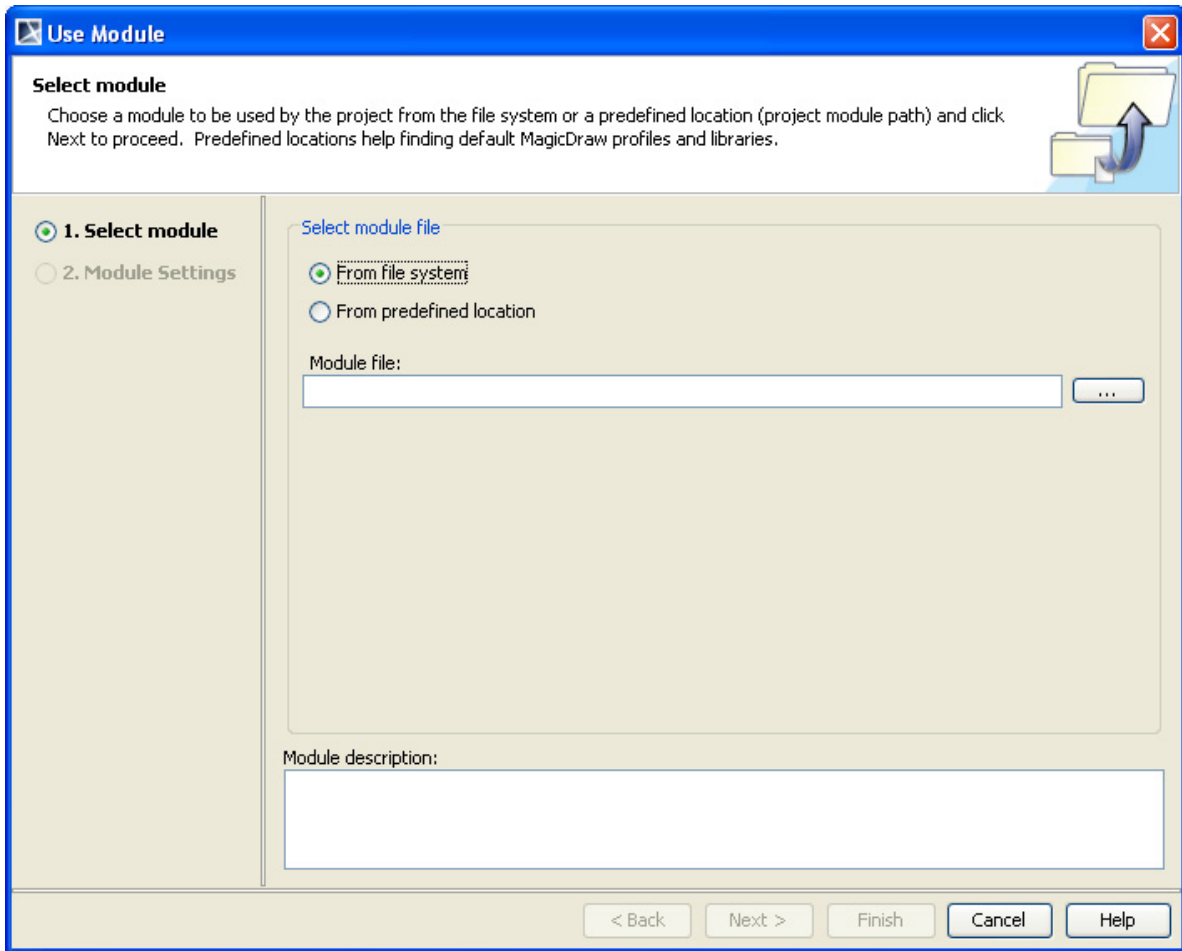 Use Module
Select module
Choose a module to be used by the project from the file system or a predefined location (project module path) and click
Next to proceed.  Predefined locations help finding default MagicDraw profiles and libraries.
1. Select module
2. Module Settings
Select module file
From file system
From predefined location
Module file:
...
Module description:
< Back
Next >
Finish
Cancel
Help